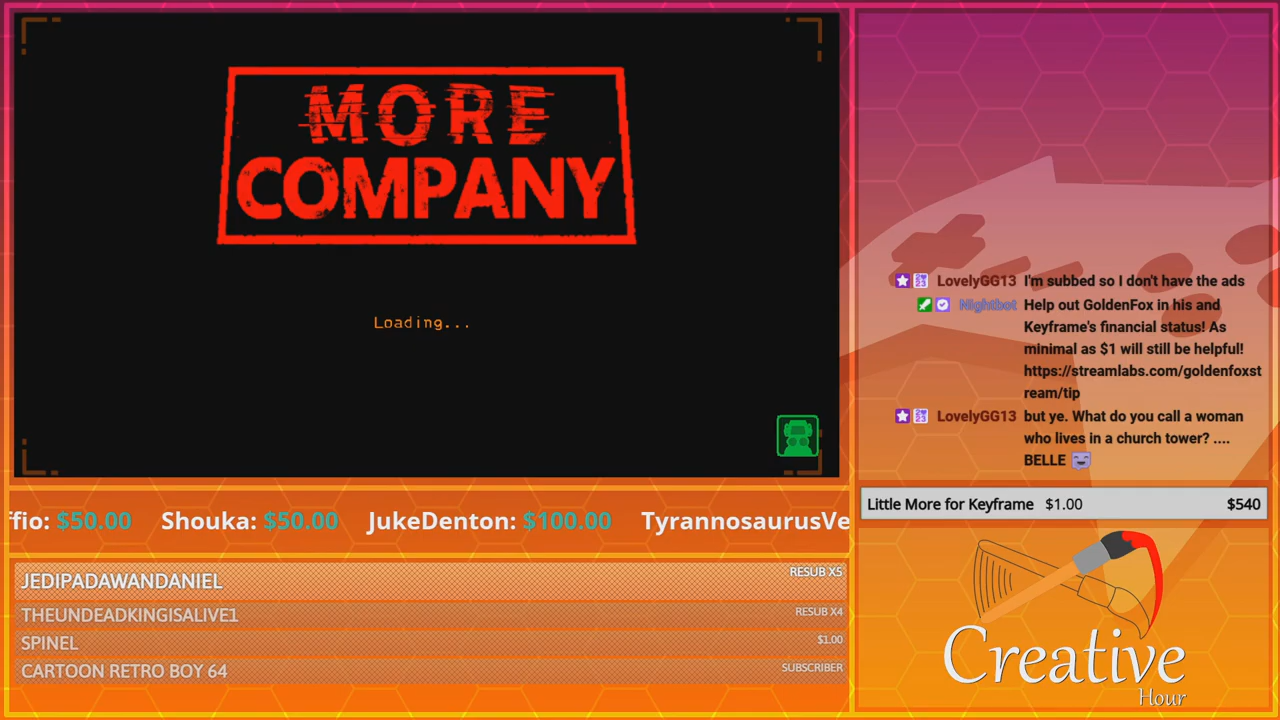 MORE
COMPANY
Loading...
LovelyGG13 I'm subbed so I don't have the ads
Nightbot Help out GoldenFox in his and
Keyframe's financial status! As
minimal as $1 will still be helpful!
https://streamlabs.com/goldenfoxst
ream/tip
LovelyGG13 but ye. What do you call a woman
who lives in a church tower? ....
BELLE
Little More for Keyframe $1.00 $540
ffio: $50.00 Shouka: $50.00 JukeDenton: $100.00 TyrannosaurusVe
JEDIPADAWANDANIEL RESUB X5
THEUNDEADKINGISALIVE1 RESUB X4
SPINEL $1.00
CARTOON RETRO BOY 64 SUBSCRIBER
Creative
Hour